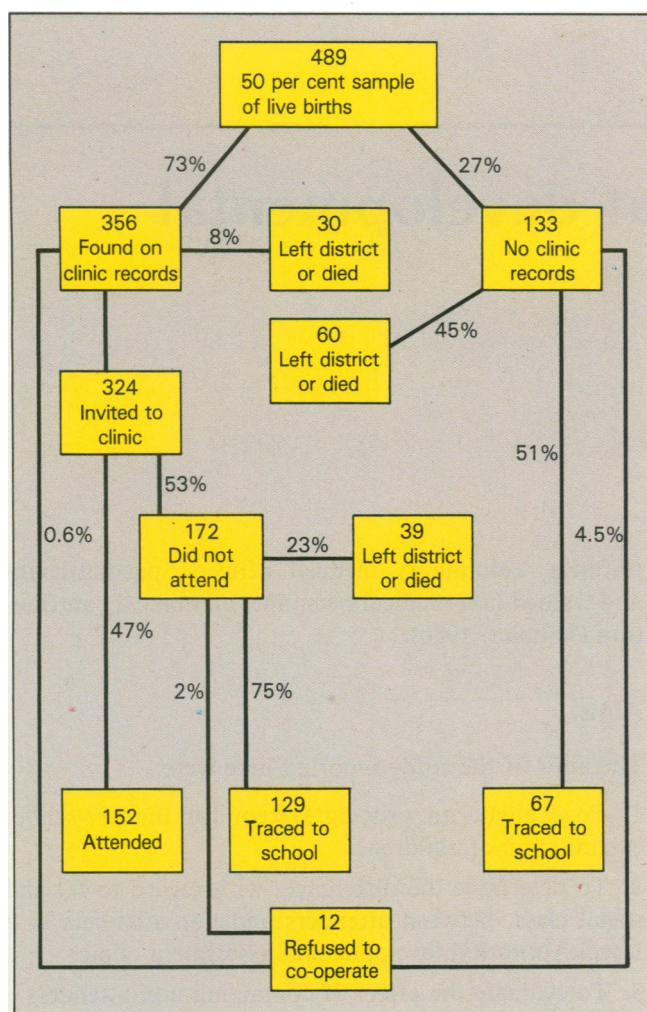 489
50 per cent sample
of live births
73%
27%
356
Found on
clinic records
8%
30
Left district
or died
133
No clinic
records
60
Left district
or died
45%
324
Invited to
clinic
53%
51%
0.6%
172
Did not
attend
23%
39
Left district
or died
4.5%
47%
2%
75%
152
Attended
129
Traced to
school
67
Traced to
school
12
Refused to
co-operate